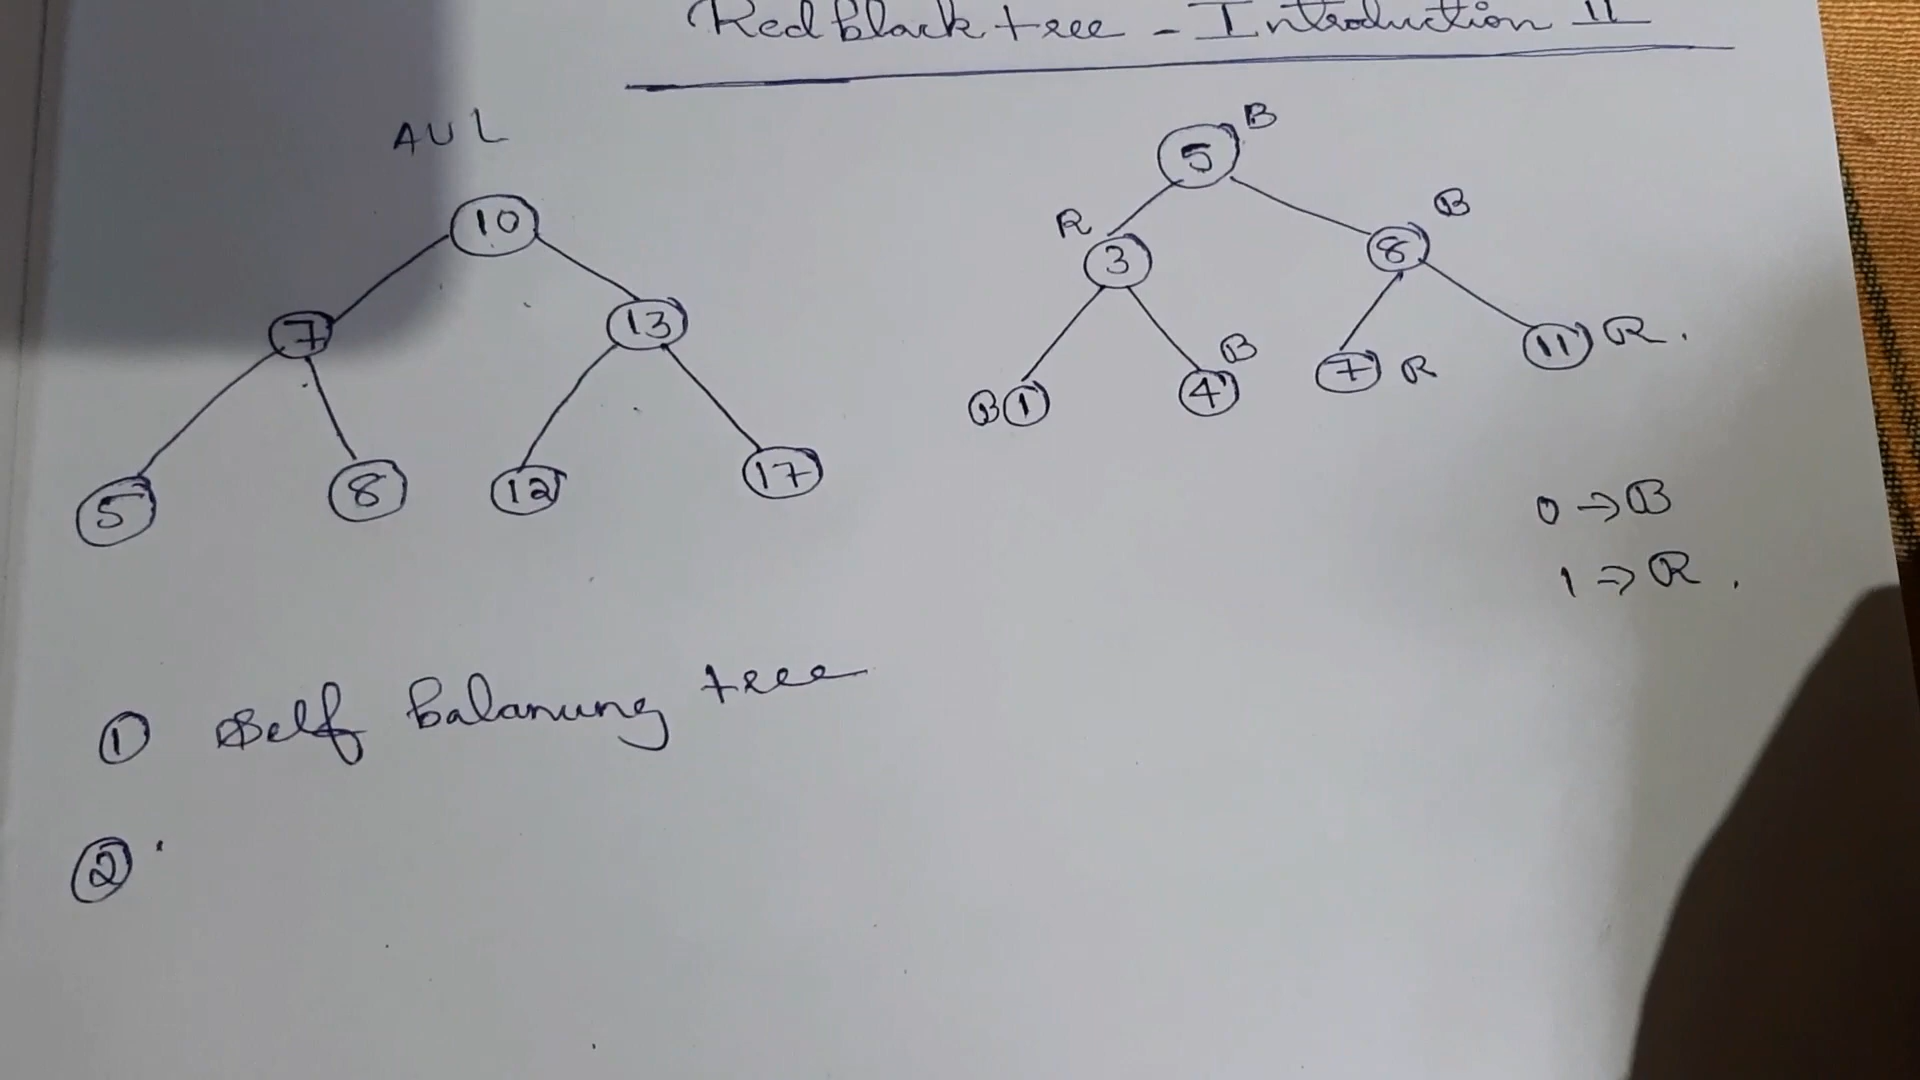 Red black tree - Introduction II
AVL
10
7 13
5 8 12 17
5 B
R 3 8 B
B 1 4 B 7 R 11 R.
0 → B
1 ⇒ R.
① Self balancing tree
②